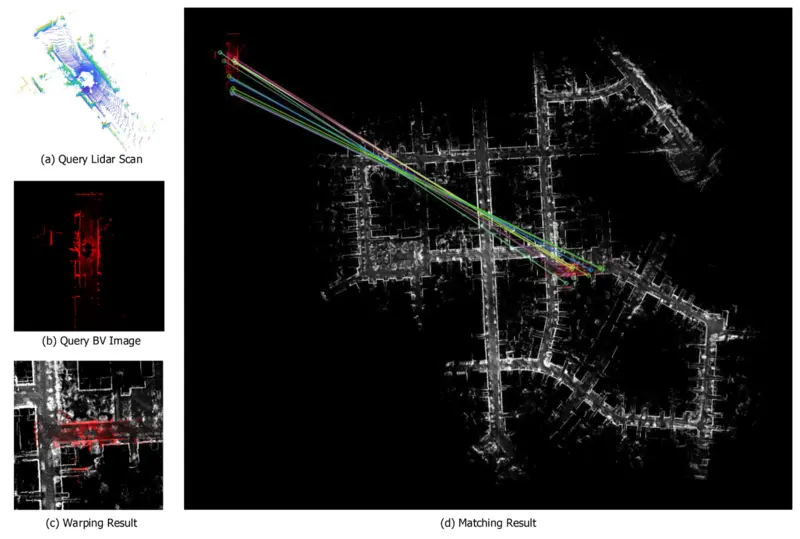 (a) Query Lidar Scan
(b) Query BV Image
(c) Warping Result
(d) Matching Result